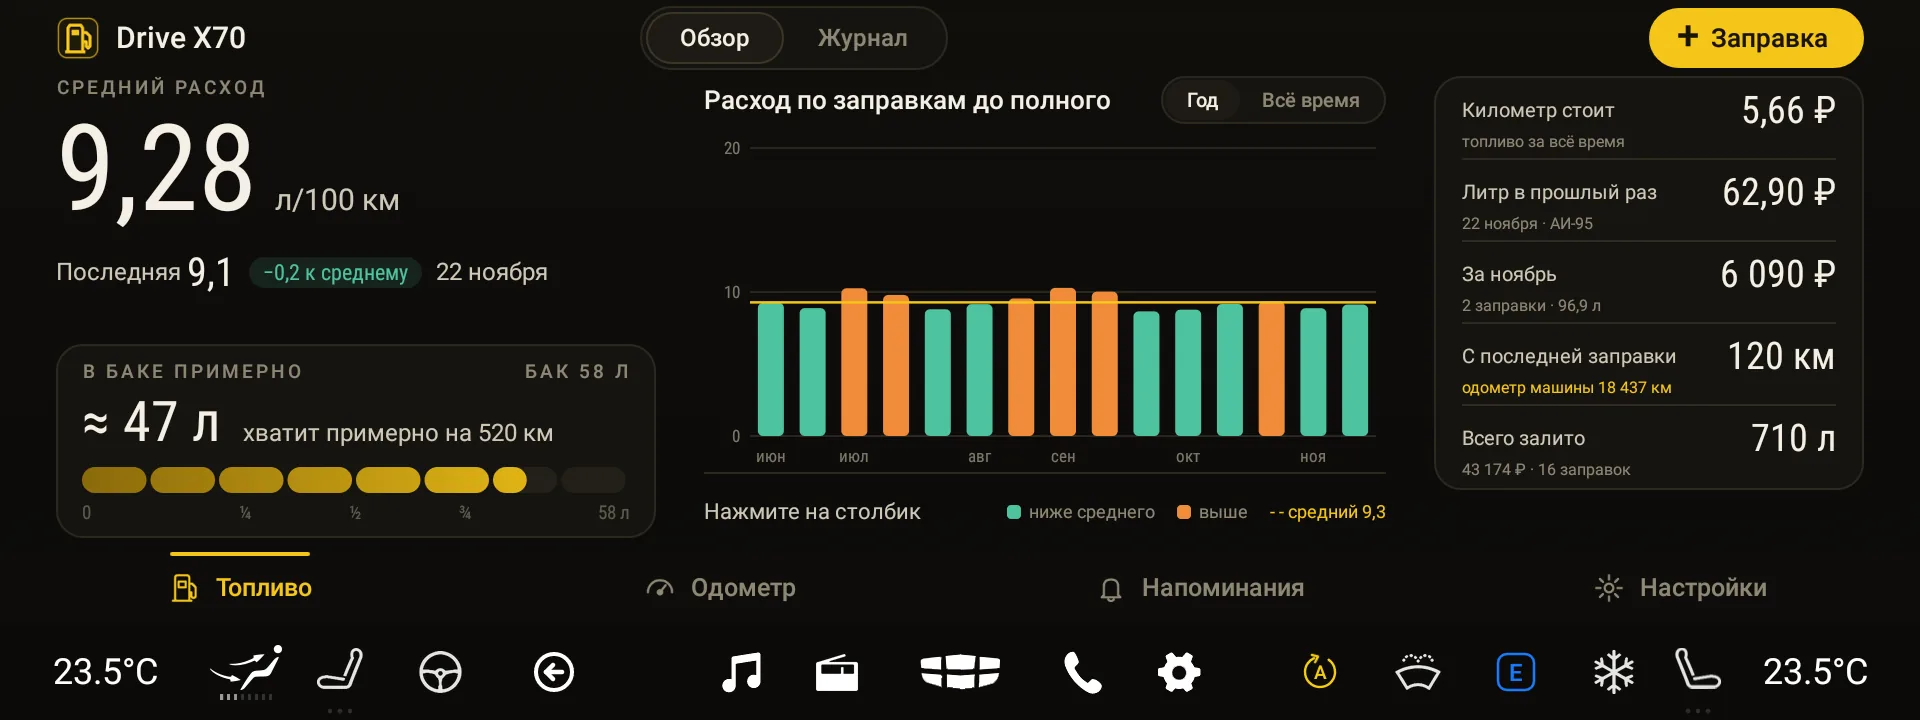 Drive X70
Обзор
Журнал
+ Заправка
СРЕДНИЙ РАСХОД
9,28 л/100 км
Последняя 9,1 −0,2 к среднему 22 ноября
В БАКЕ ПРИМЕРНО
БАК 58 Л
≈ 47 л хватит примерно на 520 км
0 ¼ ½ ¾ 58 л
Расход по заправкам до полного
Год
Всё время
20
10
0
июн июл авг сен окт ноя
Нажмите на столбик
ниже среднего выше -- средний 9,3
Километр стоит 5,66 ₽
топливо за всё время
Литр в прошлый раз 62,90 ₽
22 ноября · АИ-95
За ноябрь 6 090 ₽
2 заправки · 96,9 л
С последней заправки 120 км
одометр машины 18 437 км
Всего залито 710 л
43 174 ₽ · 16 заправок
Топливо
Одометр
Напоминания
Настройки
23.5°C
A
E
23.5°C